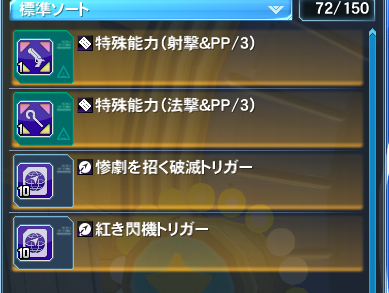 標準ソート
72/150
特殊能力(射撃&PP/3)
1
特殊能力(法撃&PP/3)
1
惨劇を招く破滅トリガー
10
紅き閃機トリガー
10